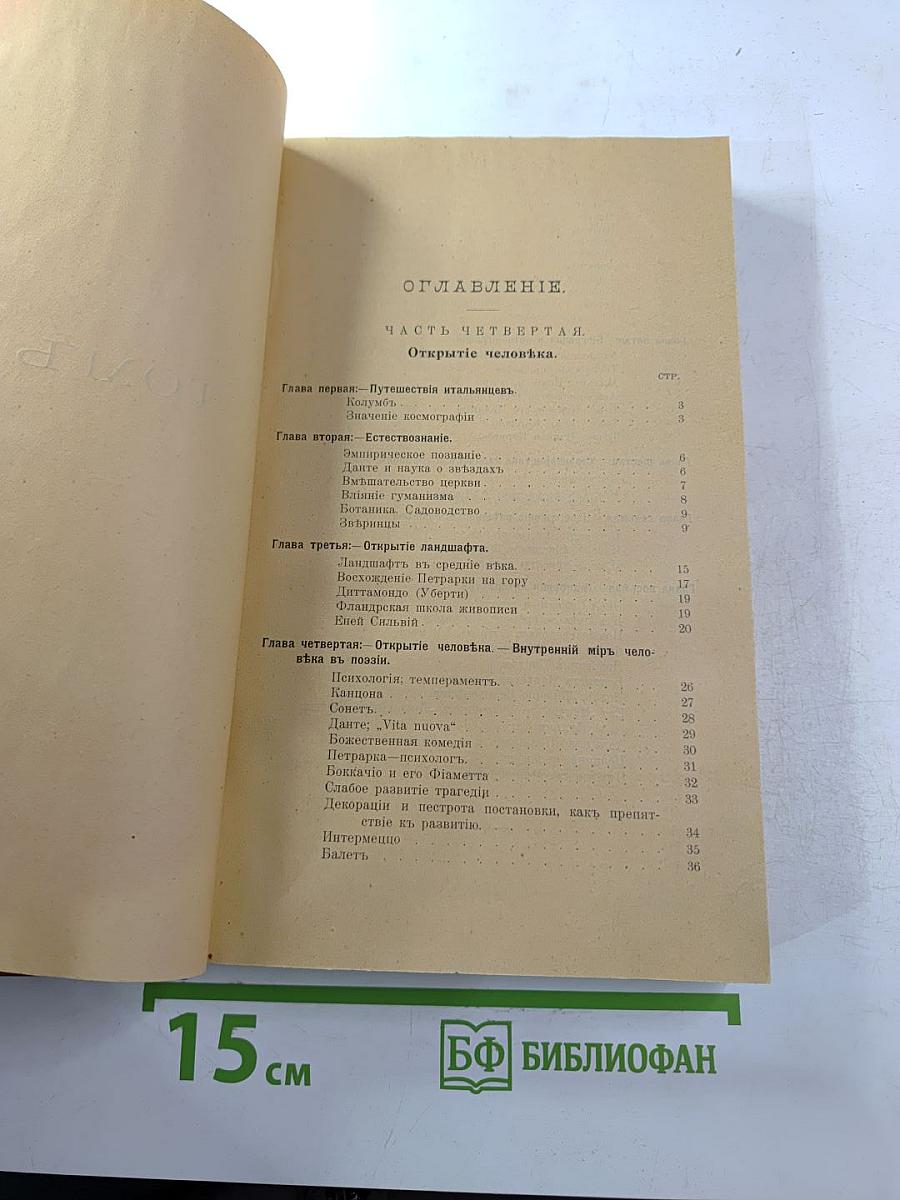 ОГЛАВЛЕНІЕ.
ЧАСТЬ ЧЕТВЕРТАЯ.
Открытіе человѣка.
СТР.
Глава первая:—Путешествія итальянцевъ.
Колумбъ . . . 3
Значеніе космографіи . . . 3
Глава вторая:—Естествознаніе.
Эмпирическое познаніе . . . 6
Данте и наука о звѣздахъ . . . 6
Вмѣшательство церкви . . . 7
Вліяніе гуманизма . . . 8
Ботаника. Садоводство . . . 9
Звѣринцы . . . 9
Глава третья:—Открытіе ландшафта.
Ландшафтъ въ средніе вѣка. . . . 15
Восхожденіе Петрарки на гору . . . 17
Диттамондо (Уберти) . . . 19
Фландрская школа живописи . . . 19
Еней Сильвій . . . 20
Глава четвертая:—Открытіе человѣка.—Внутренній міръ чело-
вѣка въ поэзіи.
Психологія; темпераментъ. . . . 26
Канцона . . . 27
Сонетъ. . . . 28
Данте; „Vita nuova“ . . . 29
Божественная комедія . . . 30
Петрарка—психологъ. . . . 31
Боккачіо и его Фіаметта . . . 32
Слабое развитіе трагедіи . . . 33
Декораціи и пестрота постановки, какъ препят-
ствіе къ развитію. . . . 34
Интермеццо . . . 35
Балетъ . . . 36
15 см
БФ БИБЛИОФАН